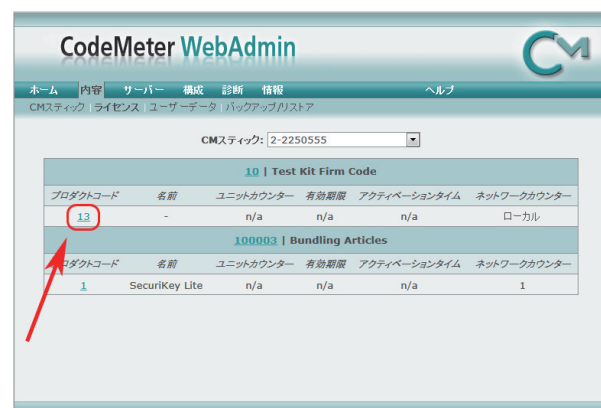 CodeMeter WebAdmin
CM
ホーム 内容 サーバー 構成 診断 情報 ヘルプ
CMスティック | ライセンス | ユーザーデータ | バックアップ/リストア
CMスティック: 2-2250555
10 | Test Kit Firm Code
プロダクトコード 名前 ユニットカウンター 有効期限 アクティベーションタイム ネットワークカウンター
13 - n/a n/a n/a ローカル
100003 | Bundling Articles
プロダクトコード 名前 ユニットカウンター 有効期限 アクティベーションタイム ネットワークカウンター
1 SecuriKey Lite n/a n/a n/a 1